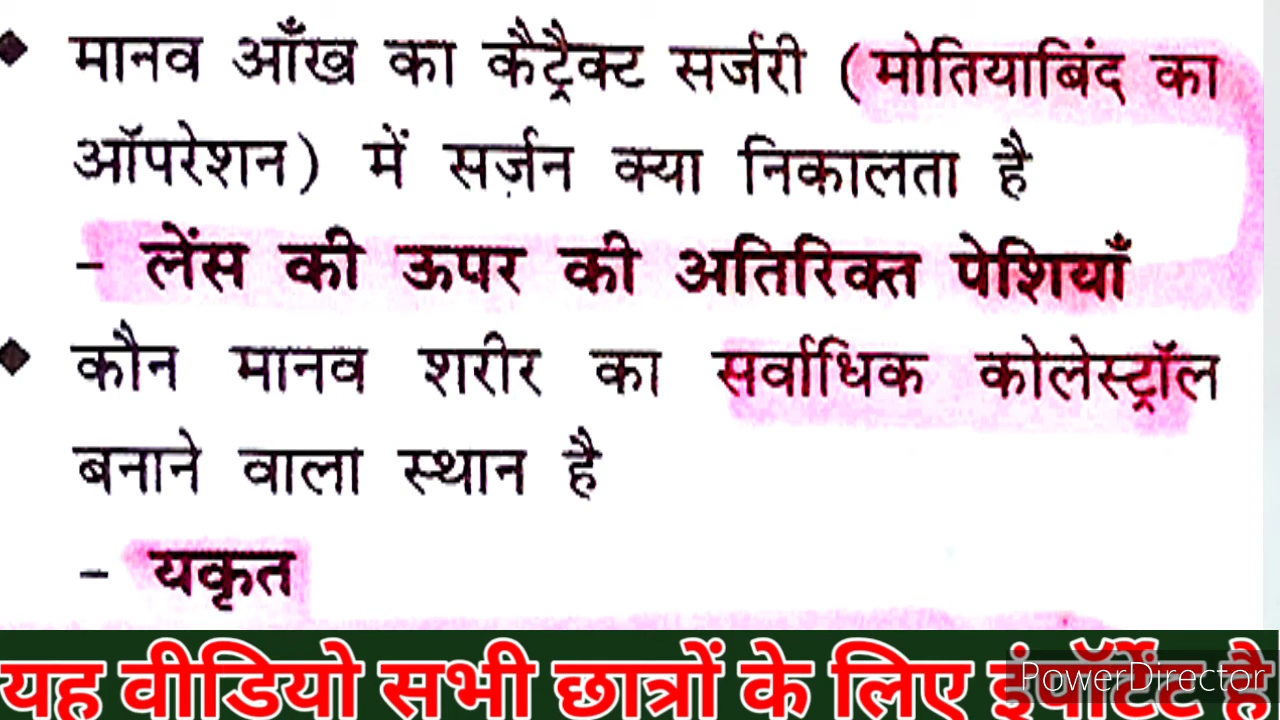 ◆ मानव आँख का कैट्रैक्ट सर्जरी (मोतियाबिंद का
ऑपरेशन) में सर्ज़न क्या निकालता है
– लेंस की ऊपर की अतिरिक्त पेशियाँ
◆ कौन मानव शरीर का सर्वाधिक कोलेस्ट्रॉल
बनाने वाला स्थान है
– यकृत
यह वीडियो सभी छात्रों के लिए इंपॉर्टेंट है
PowerDirector